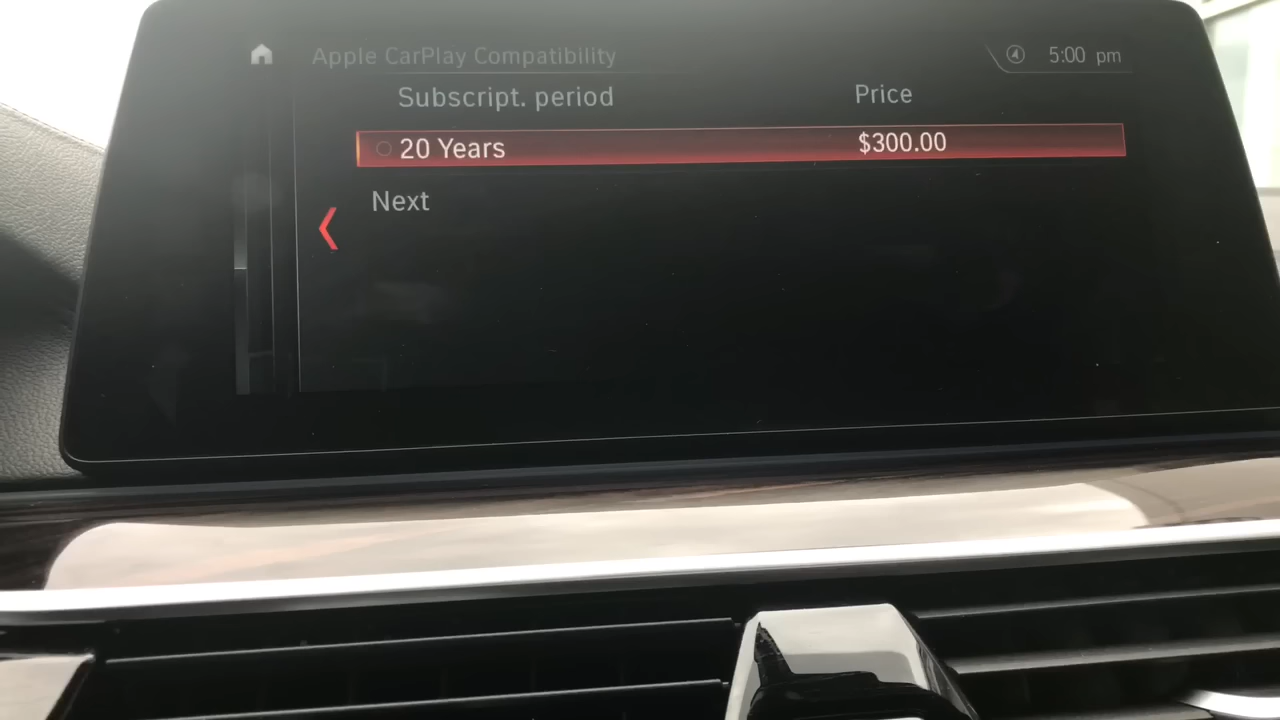 Apple CarPlay Compatibility
5:00 pm
Subscript. period Price
20 Years $300.00
Next